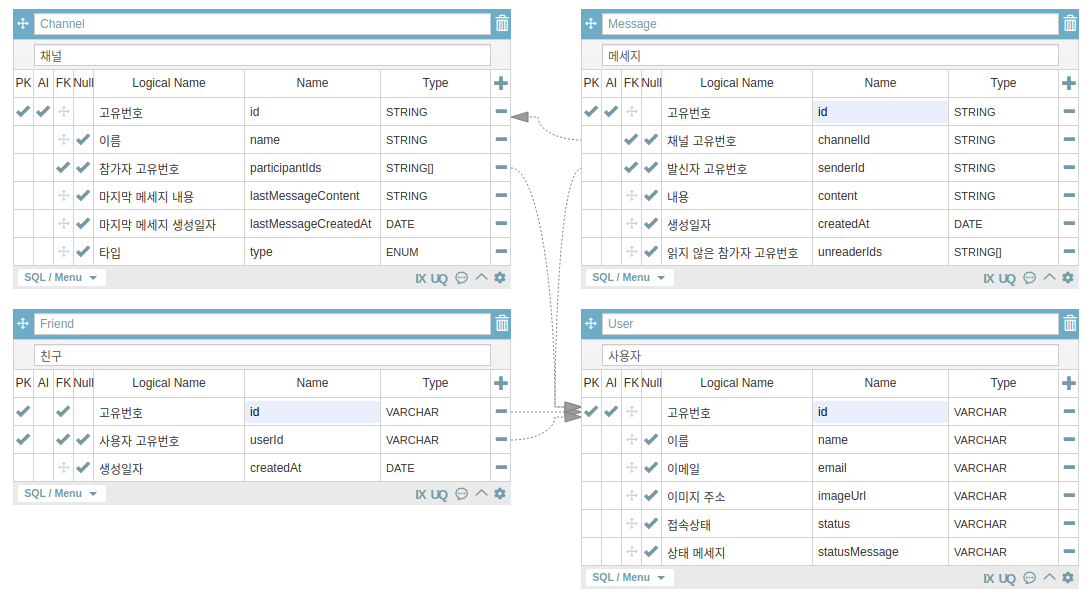 Channel
채널
PK AI FK Null Logical Name Name Type
고유번호 id STRING
이름 name STRING
참가자 고유번호 participantIds STRING[]
마지막 메세지 내용 lastMessageContent STRING
마지막 메세지 생성일자 lastMessageCreatedAt DATE
타입 type ENUM
SQL / Menu IX UQ
Message
메세지
PK AI FK Null Logical Name Name Type
고유번호 id STRING
채널 고유번호 channelId STRING
발신자 고유번호 senderId STRING
내용 content STRING
생성일자 createdAt DATE
읽지 않은 참가자 고유번호 unreaderIds STRING[]
SQL / Menu IX UQ
Friend
친구
PK AI FK Null Logical Name Name Type
고유번호 id VARCHAR
사용자 고유번호 userId VARCHAR
생성일자 createdAt DATE
SQL / Menu IX UQ
User
사용자
PK AI FK Null Logical Name Name Type
고유번호 id VARCHAR
이름 name VARCHAR
이메일 email VARCHAR
이미지 주소 imageUrl VARCHAR
접속상태 status VARCHAR
상태 메세지 statusMessage VARCHAR
SQL / Menu IX UQ